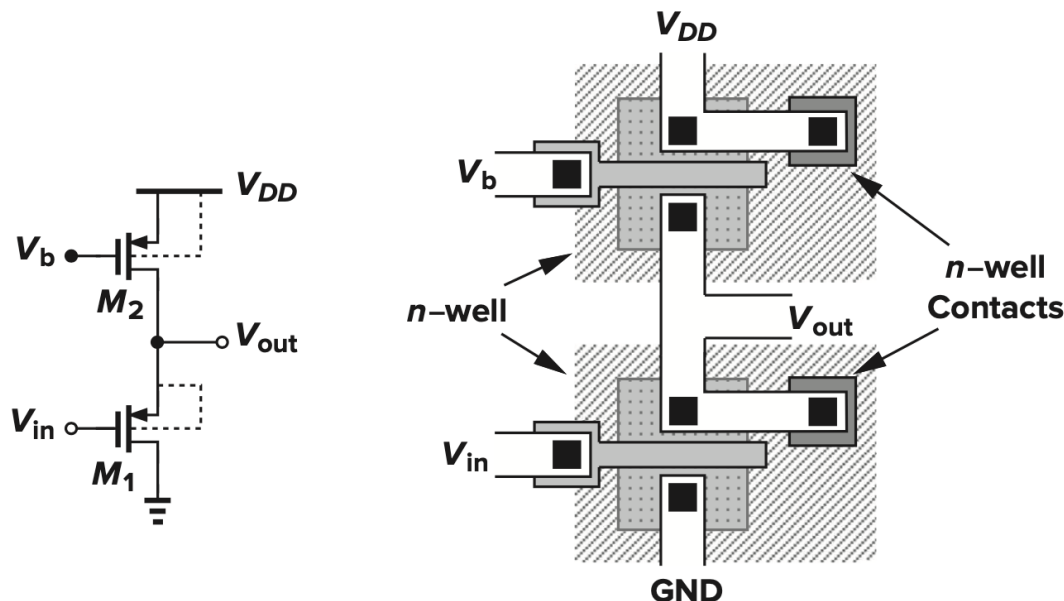 V_DD
V_b
M_2
V_out
V_in
M_1
V_DD
V_b
n–well
n–well
Contacts
V_out
V_in
GND